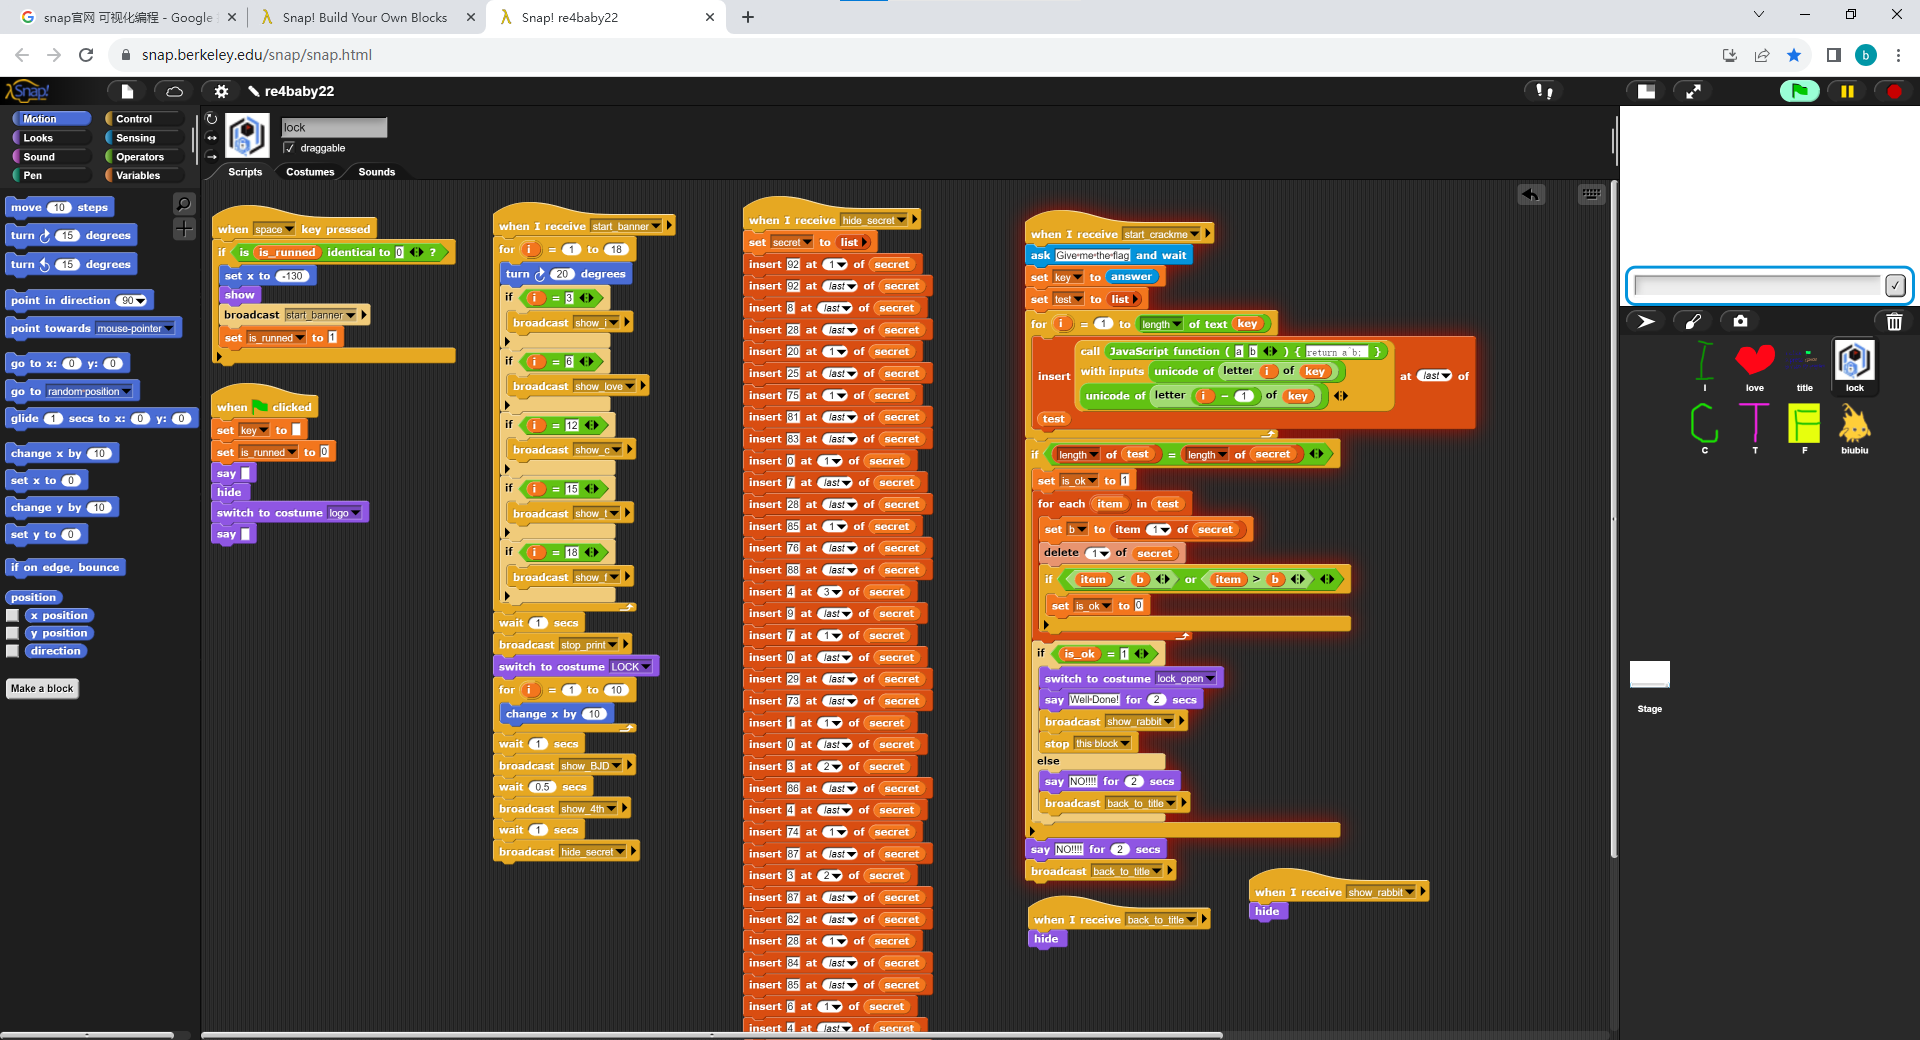 snap官网 可视化编程 - Google
Snap! Build Your Own Blocks
Snap! re4baby22
snap.berkeley.edu/snap/snap.html
b
Snap!
re4baby22
Motion
Control
Looks
Sensing
Sound
Operators
Pen
Variables
lock
draggable
Scripts
Costumes
Sounds
move 10 steps
turn 15 degrees
turn 15 degrees
point in direction 90
point towards mouse-pointer
go to x: 0 y: 0
go to random position
glide 1 secs to x: 0 y: 0
change x by 10
set x to 0
change y by 10
set y to 0
if on edge, bounce
position
x position
y position
direction
Make a block
when space key pressed
if is is_runned identical to 0 ?
set x to -130
show
broadcast start_banner
set is_runned to 1
when clicked
set key to
set is_runned to 0
say
hide
switch to costume logo
say
when I receive start_banner
for i = 1 to 18
turn 20 degrees
if i = 3
broadcast show_i
if i = 6
broadcast show_love
if i = 12
broadcast show_c
if i = 15
broadcast show_t
if i = 18
broadcast show_f
wait 1 secs
broadcast stop_print
switch to costume LOCK
for i = 1 to 10
change x by 10
wait 1 secs
broadcast show_BJD
wait 0.5 secs
broadcast show_4th
wait 1 secs
broadcast hide_secret
when I receive hide_secret
set secret to list
insert 92 at 1 of secret
insert 92 at last of secret
insert 8 at last of secret
insert 28 at last of secret
insert 20 at 1 of secret
insert 25 at last of secret
insert 75 at 1 of secret
insert 81 at last of secret
insert 83 at last of secret
insert 0 at 1 of secret
insert 7 at last of secret
insert 28 at last of secret
insert 85 at 1 of secret
insert 76 at last of secret
insert 88 at last of secret
insert 4 at 3 of secret
insert 9 at last of secret
insert 7 at 1 of secret
insert 0 at last of secret
insert 29 at last of secret
insert 73 at last of secret
insert 1 at 1 of secret
insert 0 at last of secret
insert 3 at 2 of secret
insert 86 at last of secret
insert 4 at last of secret
insert 74 at 1 of secret
insert 87 at last of secret
insert 3 at 2 of secret
insert 87 at last of secret
insert 82 at last of secret
insert 28 at 1 of secret
insert 84 at last of secret
insert 85 at last of secret
insert 6 at 1 of secret
insert 4 at last of secret
when I receive start_crackme
ask Give me the flag and wait
set key to answer
set test to list
for i = 1 to length of text key
call JavaScript function ( a b ) { return a^b; }
with inputs unicode of letter i of key
insert at last of
unicode of letter i - 1 of key
test
if length of test = length of secret
set is_ok to 1
for each item in test
set b to item 1 of secret
delete 1 of secret
if item < b or item > b
set is_ok to 0
if is_ok = 1
switch to costume lock_open
say Well Done! for 2 secs
broadcast show_rabbit
stop this block
else
say NO!!!! for 2 secs
broadcast back_to_title
say NO!!!! for 2 secs
broadcast back_to_title
when I receive back_to_title
hide
when I receive show_rabbit
hide
I
love
title
lock
C
T
F
biubiu
Stage